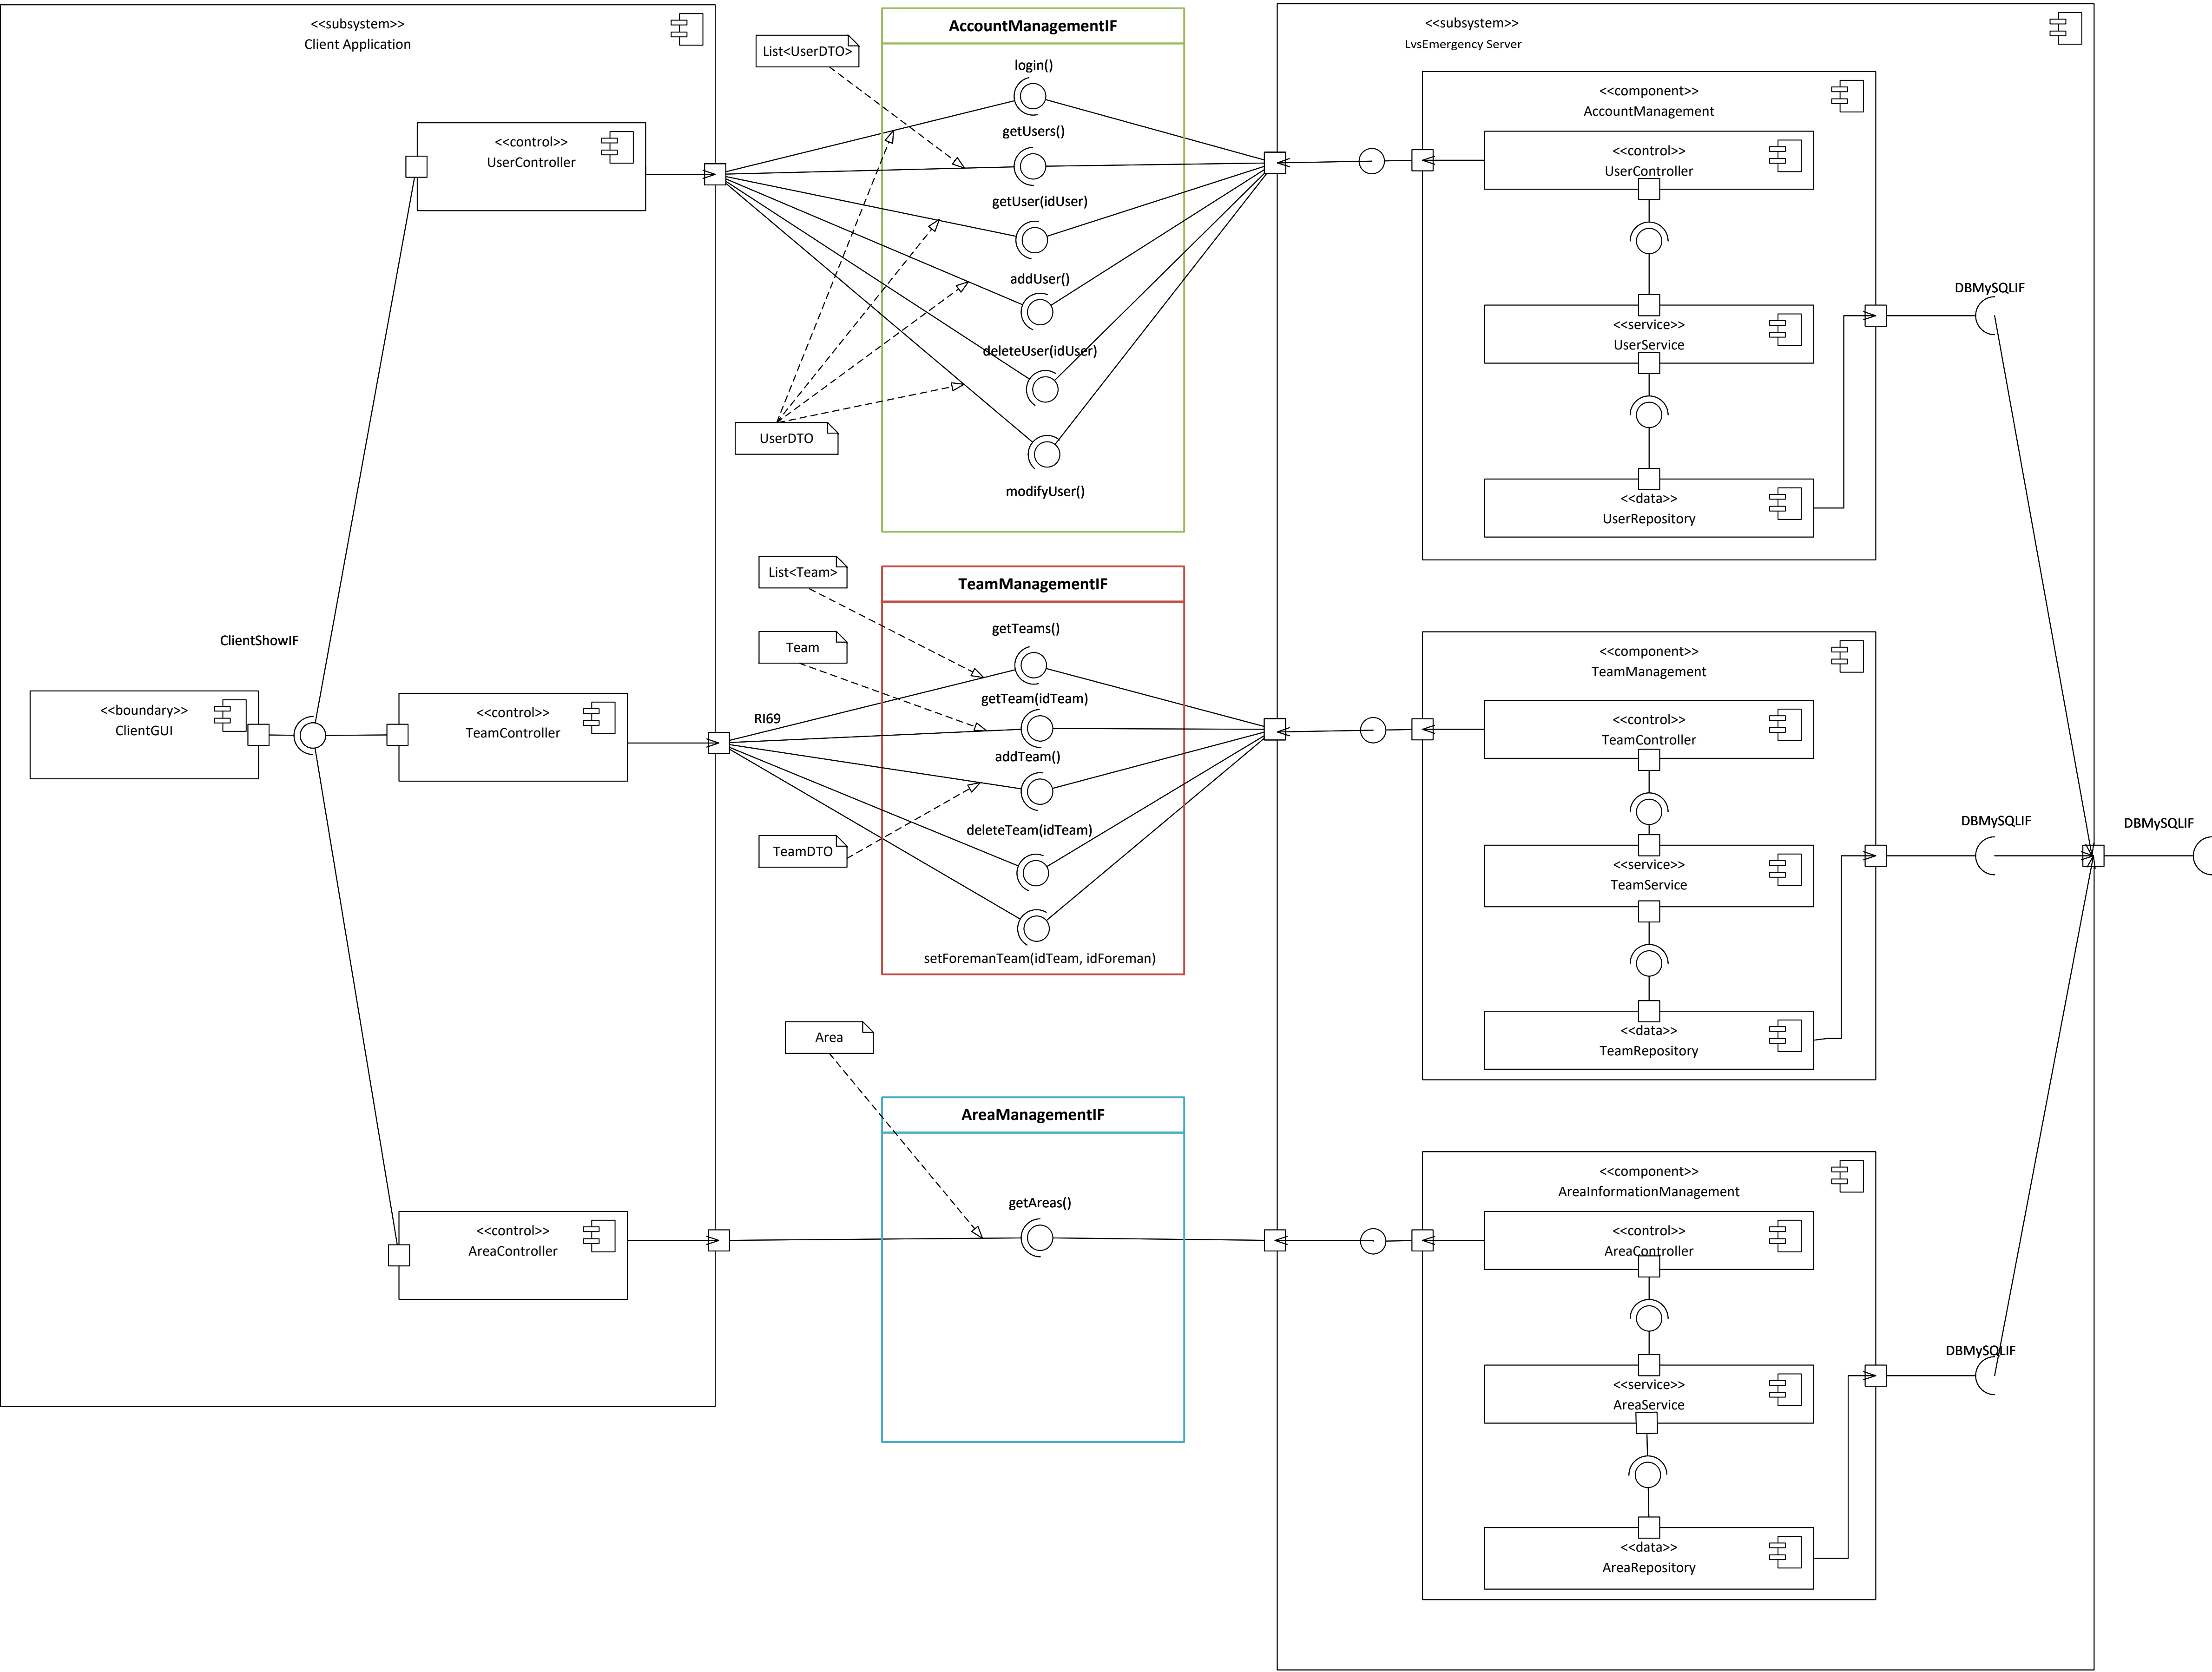 <<subsystem>>
Client Application
<<control>>
UserController
ClientShowIF
<<boundary>>
ClientGUI
<<control>>
TeamController
<<control>>
AreaController
List<UserDTO>
UserDTO
AccountManagementIF
login()
getUsers()
getUser(idUser)
addUser()
deleteUser(idUser)
modifyUser()
List<Team>
Team
RI69
TeamDTO
TeamManagementIF
getTeams()
getTeam(idTeam)
addTeam()
deleteTeam(idTeam)
setForemanTeam(idTeam, idForeman)
Area
AreaManagementIF
getAreas()
<<subsystem>>
LvsEmergency Server
<<component>>
AccountManagement
<<control>>
UserController
<<service>>
UserService
<<data>>
UserRepository
DBMySQLIF
<<component>>
TeamManagement
<<control>>
TeamController
<<service>>
TeamService
<<data>>
TeamRepository
DBMySQLIF
DBMySQLIF
<<component>>
AreaInformationManagement
<<control>>
AreaController
<<service>>
AreaService
<<data>>
AreaRepository
DBMySQLIF